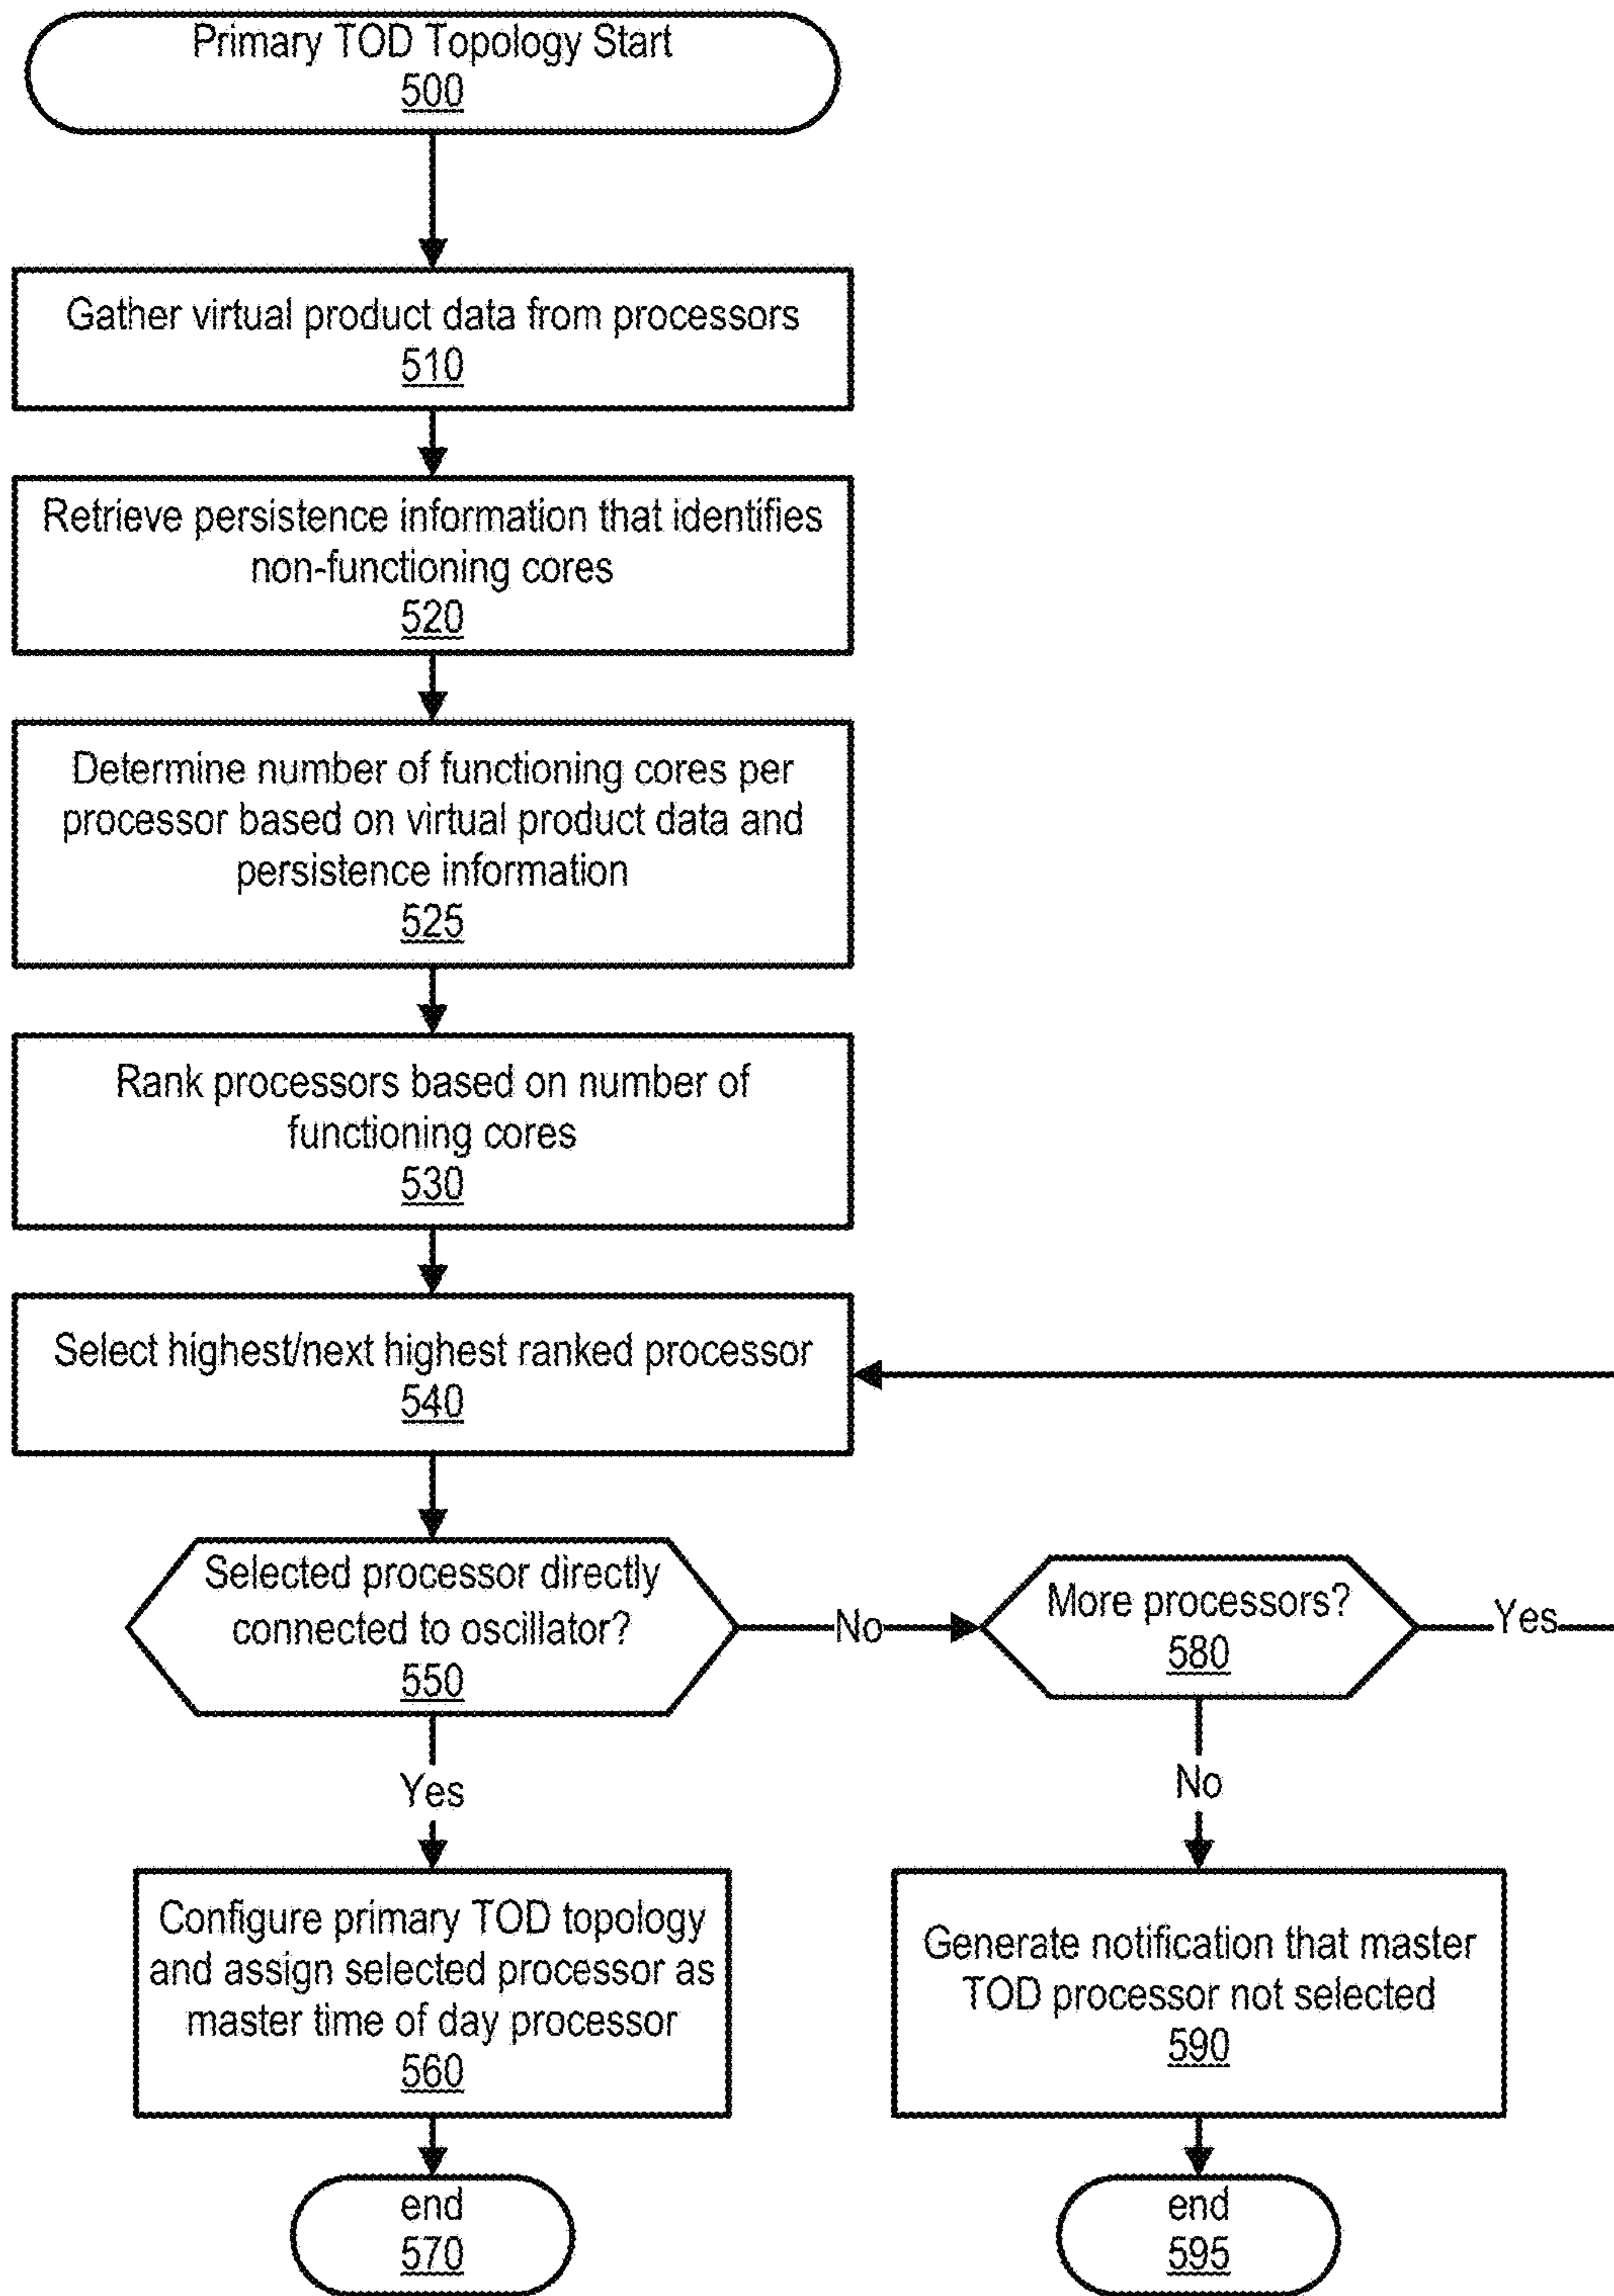 Primary TOD Topology Start
500
Gather virtual product data from processors
510
Retrieve persistence information that identifies
non-functioning cores
520
Determine number of functioning cores per
processor based on virtual product data and
persistence information
525
Rank processors based on number of
functioning cores
530
Select highest/next highest ranked processor
540
Selected processor directly
connected to oscillator?
550
No
More processors?
580
Yes
Yes
No
Configure primary TOD topology
and assign selected processor as
master time of day processor
560
Generate notification that master
TOD processor not selected
590
end
570
end
595